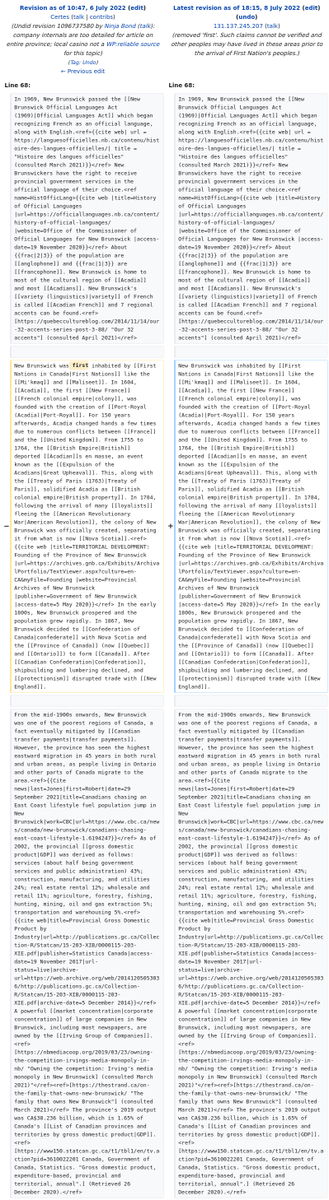 Revision as of 10:47, 6 July 2022 (edit)
Certes (talk | contribs)
(Undid revision 1096737580 by Ninja Bond (talk);
company internals are too detailed for article on
entire province; local casino not WP:reliable source
for this topic)
(Tag: Undo)
← Previous edit
Latest revision as of 18:15, 8 July 2022 (edit)
(undo)
131.137.245.207 (talk)
(removed 'first'. Such claims cannot be verified and
other peoples may have lived in these areas prior to
the arrival of First Nation's peoples.)
Line 68:
In 1969, New Brunswick passed the [[New
Brunswick Official Languages Act
(1969)|Official Languages Act]] which began
recognizing French as an official language,
along with English.<ref>{{cite web| url =
https://languesofficielles.nb.ca/contenu/hist
oire-des-langues-officielles/| title =
"Histoire des langues officielles"
(consulted March 2021)}}</ref> New
Brunswickers have the right to receive
provincial government services in the
official language of their choice.<ref
name=HistOffLang>{{cite web |title=History
of Official Languages
|url=https://officiallanguages.nb.ca/content/
history-of-official-languages/
|website=Office of the Commissioner of
Official Languages for New Brunswick |access-
date=19 November 2020}}</ref> About
{{frac|2|3}} of the population are
[[anglophone]] and {{frac|1|3}} are
[[francophone]]. New Brunswick is home to
most of the cultural region of [[Acadia]]
and most [[Acadians]]. New Brunswick's
[[variety (linguistics)|variety]] of French
is called [[Acadian French]] and 7 regional
accents can be found.<ref>
[https://quebecculturesblog.com/2014/11/14/our
-32-accents-series-post-3-88/ "Our 32
accents"] (consulted April 2021)</ref>
Line 68:
In 1969, New Brunswick passed the [[New
Brunswick Official Languages Act
(1969)|Official Languages Act]] which began
recognizing French as an official language,
along with English.<ref>{{cite web| url =
https://languesofficielles.nb.ca/contenu/hist
oire-des-langues-officielles/| title =
"Histoire des langues officielles"
(consulted March 2021)}}</ref> New
Brunswickers have the right to receive
provincial government services in the
official language of their choice.<ref
name=HistOffLang>{{cite web |title=History
of Official Languages
|url=https://officiallanguages.nb.ca/content/
history-of-official-languages/
|website=Office of the Commissioner of
Official Languages for New Brunswick |access-
date=19 November 2020}}</ref> About
{{frac|2|3}} of the population are
[[anglophone]] and {{frac|1|3}} are
[[francophone]]. New Brunswick is home to
most of the cultural region of [[Acadia]]
and most [[Acadians]]. New Brunswick's
[[variety (linguistics)|variety]] of French
is called [[Acadian French]] and 7 regional
accents can be found.<ref>
[https://quebecculturesblog.com/2014/11/14/our
-32-accents-series-post-3-88/ "Our 32
accents"] (consulted April 2021)</ref>
−
New Brunswick was first inhabited by [[First
Nations in Canada|First Nations]] like the
[[Mi'kmaq]] and [[Maliseet]]. In 1604,
[[Acadia]], the first [[New France]]
[[French colonial empire|colony]], was
founded with the creation of [[Port-Royal
(Acadia)|Port-Royal]]. For 150 years
afterwards, Acadia changed hands a few times
due to numerous conflicts between [[France]]
and the [[United Kingdom]]. From 1755 to
1764, the [[British Empire|British]]
deported [[Acadian]]s en masse, an event
known as the [[Expulsion of the
Acadians|Great Upheaval]]. This, along with
the [[Treaty of Paris (1763)|Treaty of
Paris]], solidified Acadia as [[British
colonial empire|British property]]. In 1784,
following the arrival of many [[loyalists]]
fleeing the [[American Revolutionary
War|American Revolution]], the colony of New
Brunswick was officially created, separating
it from what is now [[Nova Scotia]].<ref>
{{cite web |title=TERRITORIAL DEVELOPMENT:
Founding of the Province of New Brunswick
|url=https://archives.gnb.ca/Exhibits/Archiva
lPortfolio/TextViewer.aspx?culture=en-
CA&myFile=Founding |website=Provincial
Archives of New Brunswick
|publisher=Government of New Brunswick
|access-date=5 May 2020}}</ref> In the early
1800s, New Brunswick prospered and the
population grew rapidly. In 1867, New
Brunswick decided to [[Confederation of
Canada|confederate]] with Nova Scotia and
the [[Province of Canada]] (now [[Quebec]]
and [[Ontario]]) to form [[Canada]]. After
[[Canadian Confederation|Confederation]],
shipbuilding and lumbering declined, and
[[protectionism]] disrupted trade with [[New
England]].
+
New Brunswick was inhabited by [[First
Nations in Canada|First Nations]] like the
[[Mi'kmaq]] and [[Maliseet]]. In 1604,
[[Acadia]], the first [[New France]]
[[French colonial empire|colony]], was
founded with the creation of [[Port-Royal
(Acadia)|Port-Royal]]. For 150 years
afterwards, Acadia changed hands a few times
due to numerous conflicts between [[France]]
and the [[United Kingdom]]. From 1755 to
1764, the [[British Empire|British]]
deported [[Acadian]]s en masse, an event
known as the [[Expulsion of the
Acadians|Great Upheaval]]. This, along with
the [[Treaty of Paris (1763)|Treaty of
Paris]], solidified Acadia as [[British
colonial empire|British property]]. In 1784,
following the arrival of many [[loyalists]]
fleeing the [[American Revolutionary
War|American Revolution]], the colony of New
Brunswick was officially created, separating
it from what is now [[Nova Scotia]].<ref>
{{cite web |title=TERRITORIAL DEVELOPMENT:
Founding of the Province of New Brunswick
|url=https://archives.gnb.ca/Exhibits/Archiva
lPortfolio/TextViewer.aspx?culture=en-
CA&myFile=Founding |website=Provincial
Archives of New Brunswick
|publisher=Government of New Brunswick
|access-date=5 May 2020}}</ref> In the early
1800s, New Brunswick prospered and the
population grew rapidly. In 1867, New
Brunswick decided to [[Confederation of
Canada|confederate]] with Nova Scotia and
the [[Province of Canada]] (now [[Quebec]]
and [[Ontario]]) to form [[Canada]]. After
[[Canadian Confederation|Confederation]],
shipbuilding and lumbering declined, and
[[protectionism]] disrupted trade with [[New
England]].
From the mid-1900s onwards, New Brunswick
was one of the poorest regions of Canada, a
fact eventually mitigated by [[Canadian
transfer payments|transfer payments]].
However, the province has seen the highest
eastward migration in 45 years in both rural
and urban areas, as people living in Ontario
and other parts of Canada migrate to the
area.<ref>{{Cite
news|last=Jones|first=Robert|date=29
September 2021|title=Canadians chasing an
East Coast lifestyle fuel population jump in
New
Brunswick|work=CBC|url=https://www.cbc.ca/new
s/canada/new-brunswick/canadians-chasing-
east-coast-lifestyle-1.6194247}}</ref> As of
2002, the provincial [[gross domestic
product|GDP]] was derived as follows:
services (about half being government
services and public administration) 43%;
construction, manufacturing, and utilities
24%; real estate rental 12%; wholesale and
retail 11%; agriculture, forestry, fishing,
hunting, mining, oil and gas extraction 5%;
transportation and warehousing 5%.<ref>
{{cite web|title=Provincial Gross Domestic
Product by
Industry|url=http://publications.gc.ca/Collec
tion-R/Statcan/15-203-XIB/0000115-203-
XIE.pdf|publisher=Statistics Canada|access-
date=19 November 2017|url-
status=live|archive-
url=https://web.archive.org/web/2014120505303
6/http://publications.gc.ca/Collection-
R/Statcan/15-203-XIB/0000115-203-
XIE.pdf|archive-date=5 December 2014}}</ref>
A powerful [[market concentration|corporate
concentration]] of large companies in New
Brunswick, including most newspapers, are
owned by the [[Irving Group of Companies]].
<ref>
[https://nbmediacoop.org/2019/03/23/owning-
the-competition-irvings-media-monopoly-in-
nb/ "Owning the competition: Irving's media
monopoly in New Brunswick] (consulted March
2021)"</ref><ref>[https://thestrand.ca/on-
the-family-that-owns-new-brunswick/ "The
family that owns New Brunswick"] (consulted
March 2021)</ref> The province's 2019 output
was CA$38.236 billion, which is 1.65% of
Canada's [[List of Canadian provinces and
territories by gross domestic product|GDP]].
<ref>
[https://www150.statcan.gc.ca/t1/tbl1/en/tv.a
ction?pid=3610022201 Canada, Government of
Canada, Statistics. "Gross domestic product,
expenditure-based, provincial and
territorial, annual".] (Retrieved 26
December 2020).</ref>
From the mid-1900s onwards, New Brunswick
was one of the poorest regions of Canada, a
fact eventually mitigated by [[Canadian
transfer payments|transfer payments]].
However, the province has seen the highest
eastward migration in 45 years in both rural
and urban areas, as people living in Ontario
and other parts of Canada migrate to the
area.<ref>{{Cite
news|last=Jones|first=Robert|date=29
September 2021|title=Canadians chasing an
East Coast lifestyle fuel population jump in
New
Brunswick|work=CBC|url=https://www.cbc.ca/new
s/canada/new-brunswick/canadians-chasing-
east-coast-lifestyle-1.6194247}}</ref> As of
2002, the provincial [[gross domestic
product|GDP]] was derived as follows:
services (about half being government
services and public administration) 43%;
construction, manufacturing, and utilities
24%; real estate rental 12%; wholesale and
retail 11%; agriculture, forestry, fishing,
hunting, mining, oil and gas extraction 5%;
transportation and warehousing 5%.<ref>
{{cite web|title=Provincial Gross Domestic
Product by
Industry|url=http://publications.gc.ca/Collec
tion-R/Statcan/15-203-XIB/0000115-203-
XIE.pdf|publisher=Statistics Canada|access-
date=19 November 2017|url-
status=live|archive-
url=https://web.archive.org/web/2014120505303
6/http://publications.gc.ca/Collection-
R/Statcan/15-203-XIB/0000115-203-
XIE.pdf|archive-date=5 December 2014}}</ref>
A powerful [[market concentration|corporate
concentration]] of large companies in New
Brunswick, including most newspapers, are
owned by the [[Irving Group of Companies]].
<ref>
[https://nbmediacoop.org/2019/03/23/owning-
the-competition-irvings-media-monopoly-in-
nb/ "Owning the competition: Irving's media
monopoly in New Brunswick] (consulted March
2021)"</ref><ref>[https://thestrand.ca/on-
the-family-that-owns-new-brunswick/ "The
family that owns New Brunswick"] (consulted
March 2021)</ref> The province's 2019 output
was CA$38.236 billion, which is 1.65% of
Canada's [[List of Canadian provinces and
territories by gross domestic product|GDP]].
<ref>
[https://www150.statcan.gc.ca/t1/tbl1/en/tv.a
ction?pid=3610022201 Canada, Government of
Canada, Statistics. "Gross domestic product,
expenditure-based, provincial and
territorial, annual".] (Retrieved 26
December 2020).</ref>